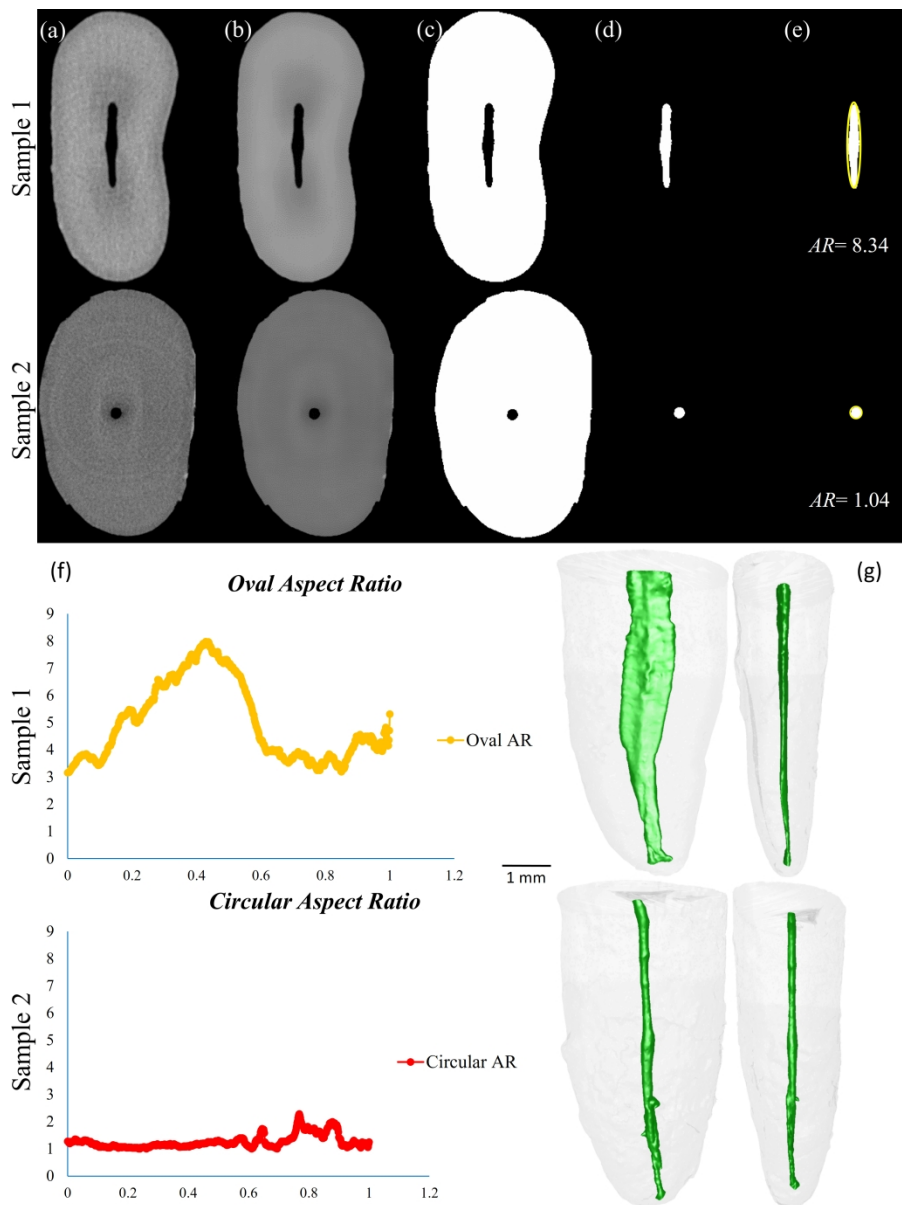 (a) (b) (c) (d) (e)
Sample 1
AR= 8.34
Sample 2
AR= 1.04
(f)
Oval Aspect Ratio
(g)
9
8
7
6
5
4
3
2
1
0
Sample 1
Oval AR
0 0.2 0.4 0.6 0.8 1 1.2
1 mm
Circular Aspect Ratio
9
8
7
6
5
4
3
2
1
0
Sample 2
Circular AR
0 0.2 0.4 0.6 0.8 1 1.2